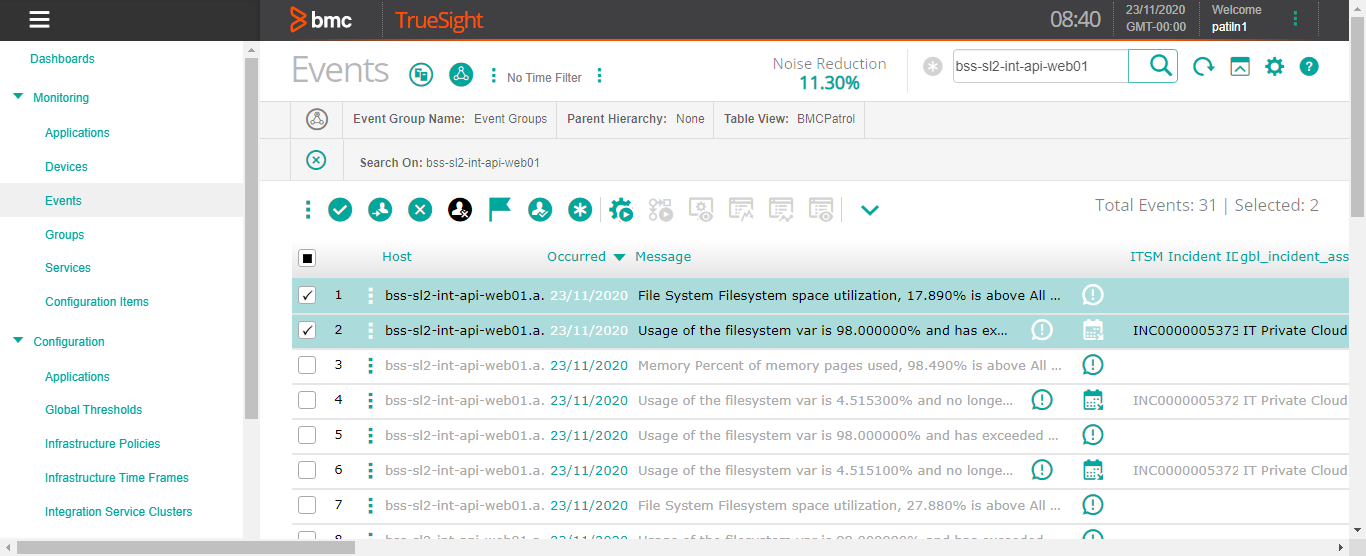 bmc TrueSight 08:40 23/11/2020 GMT-00:00 Welcome patiln1
Dashboards
Monitoring
Applications
Devices
Events
Groups
Services
Configuration Items
Configuration
Applications
Global Thresholds
Infrastructure Policies
Infrastructure Time Frames
Integration Service Clusters
Events No Time Filter Noise Reduction 11.30% bss-sl2-int-api-web01
Event Group Name: Event Groups Parent Hierarchy: None Table View: BMCPatrol
Search On: bss-sl2-int-api-web01
Total Events: 31 | Selected: 2
Host Occurred Message ITSM Incident ID gbl_incident_ass
1 bss-sl2-int-api-web01.a. 23/11/2020 File System Filesystem space utilization, 17.890% is above All ...
2 bss-sl2-int-api-web01.a. 23/11/2020 Usage of the filesystem var is 98.000000% and has ex... INC0000005373 IT Private Cloud
3 bss-sl2-int-api-web01.a. 23/11/2020 Memory Percent of memory pages used, 98.490% is above All ...
4 bss-sl2-int-api-web01.a. 23/11/2020 Usage of the filesystem var is 4.515300% and no longe... INC0000005372 IT Private Cloud
5 bss-sl2-int-api-web01.a. 23/11/2020 Usage of the filesystem var is 98.000000% and has exceeded ...
6 bss-sl2-int-api-web01.a. 23/11/2020 Usage of the filesystem var is 4.515100% and no longe... INC0000005372 IT Private Cloud
7 bss-sl2-int-api-web01.a. 23/11/2020 File System Filesystem space utilization, 27.880% is above All ...